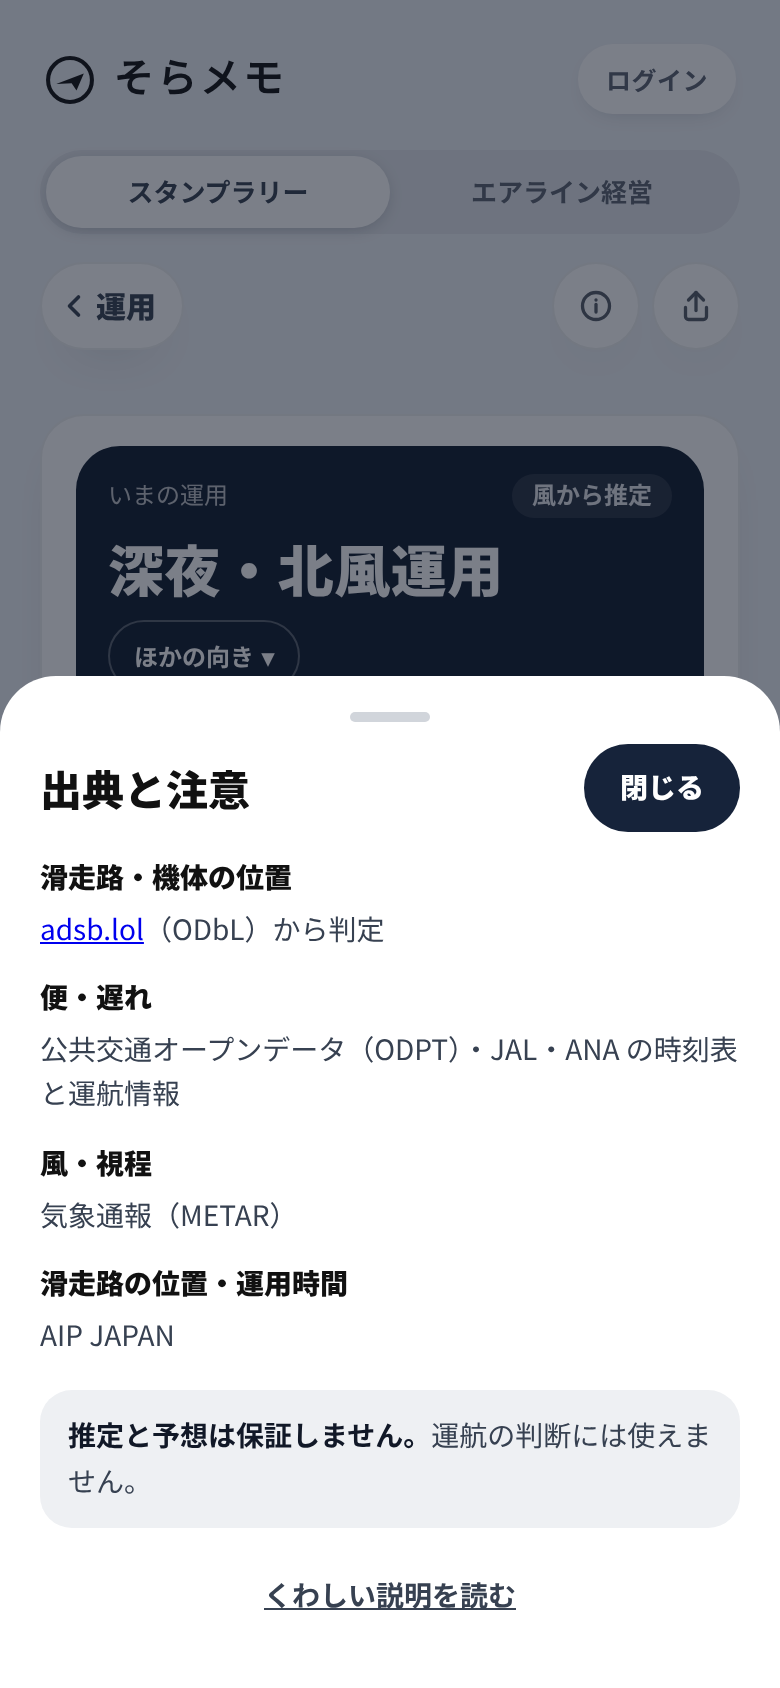 そらメモ
ログイン
スタンプラリー
エアライン経営
運用
いまの運用
風から推定
深夜・北風運用
ほかの向き ▾
出典と注意
閉じる
滑走路・機体の位置
adsb.lol（ODbL）から判定
便・遅れ
公共交通オープンデータ（ODPT）・JAL・ANA の時刻表
と運航情報
風・視程
気象通報（METAR）
滑走路の位置・運用時間
AIP JAPAN
推定と予想は保証しません。運航の判断には使えま
せん。
くわしい説明を読む